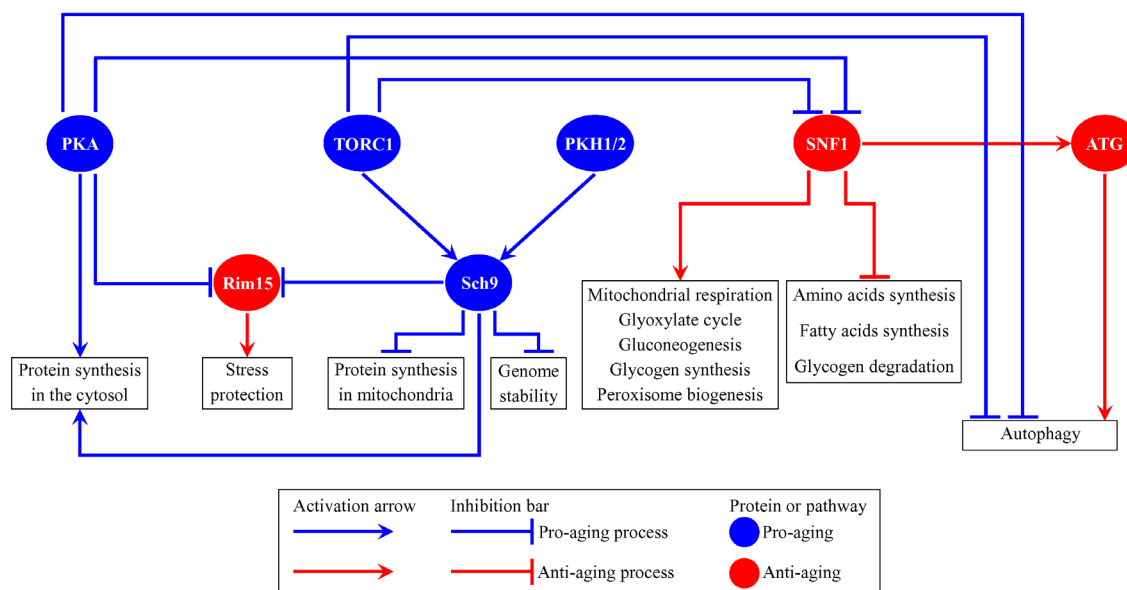 PKA
TORC1
PKH1/2
SNF1
ATG
Rim15
Sch9
Protein synthesis
in the cytosol
Stress
protection
Protein synthesis
in mitochondria
Genome
stability
Mitochondrial respiration
Glyoxylate cycle
Gluconeogenesis
Glycogen synthesis
Peroxisome biogenesis
Amino acids synthesis
Fatty acids synthesis
Glycogen degradation
Autophagy
Activation arrow
Inhibition bar
Protein or pathway
Pro-aging process
Pro-aging
Anti-aging process
Anti-aging